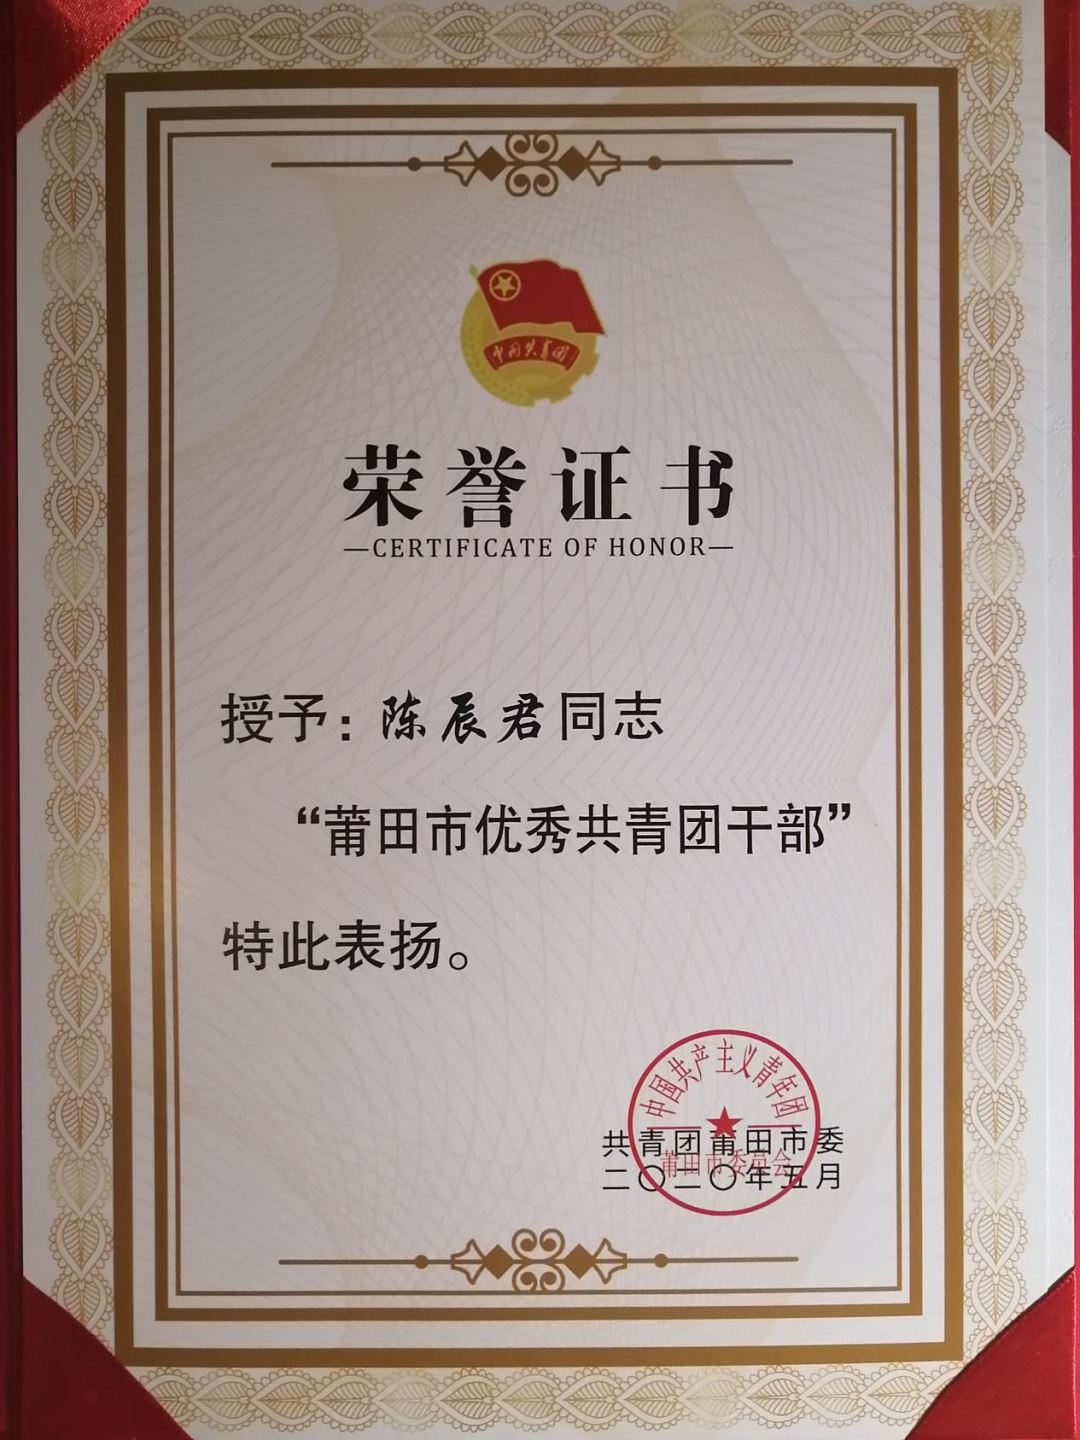 中国共青团
荣誉证书
—CERTIFICATE OF HONOR—
授予：陈辰君同志
“莆田市优秀共青团干部”
特此表扬。
中国共产主义青年团
共青团莆田市委
莆田市委员会
二〇二〇年五月